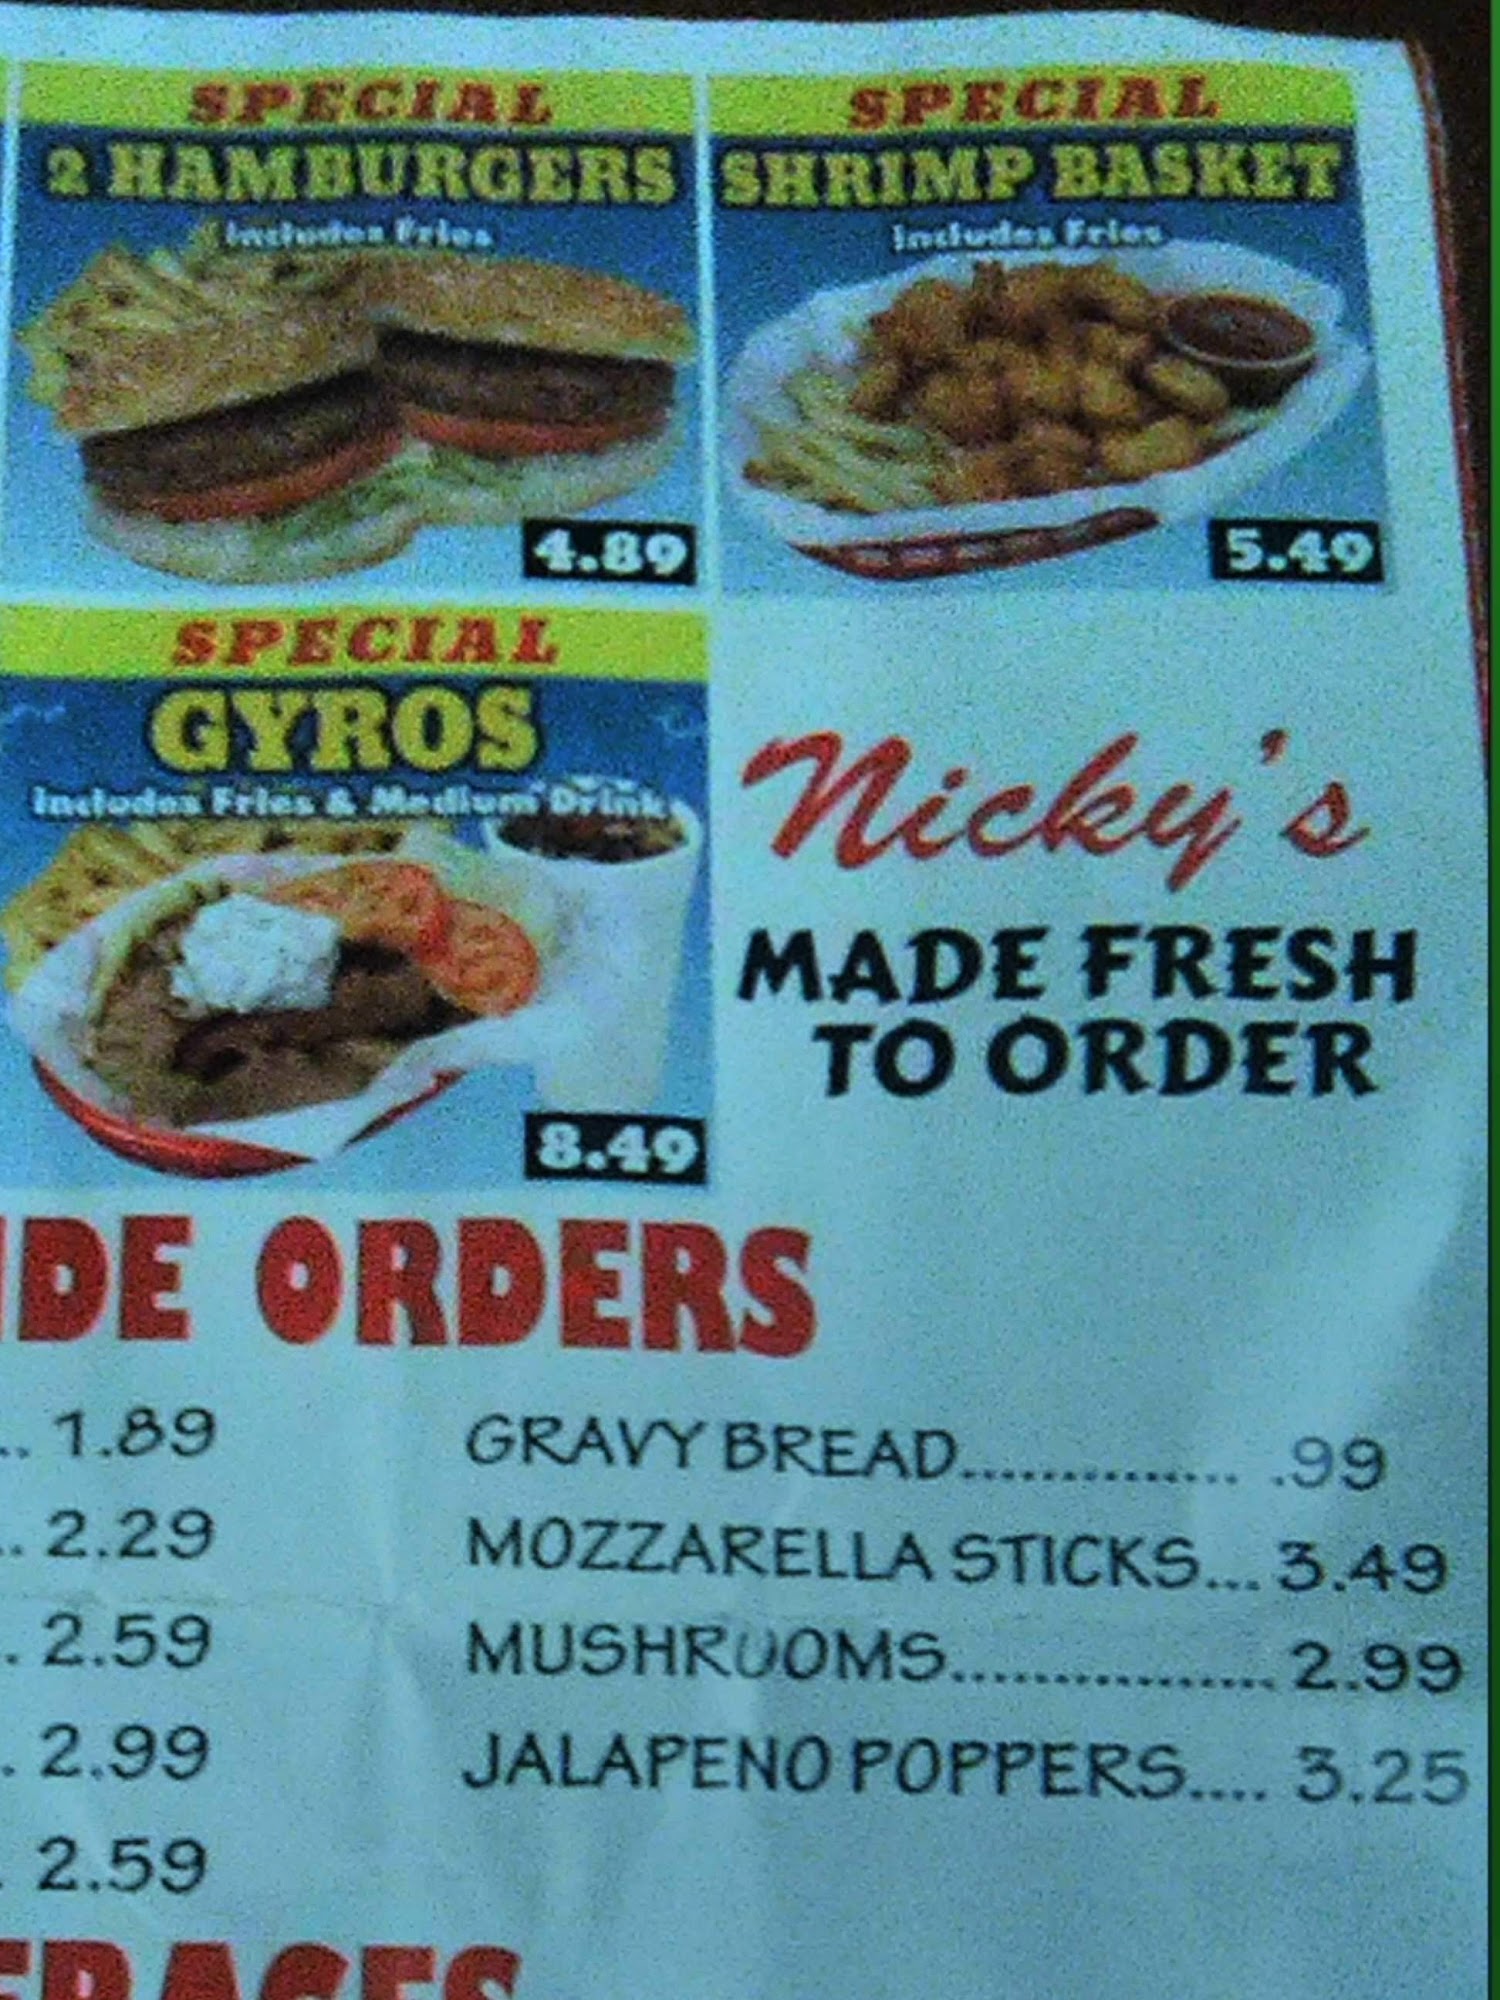 SPECIAL
2 HAMBURGERS
Includes Fries
4.89
SPECIAL
SHRIMP BASKET
Includes Fries
5.49
SPECIAL
GYROS
Includes Fries & Medium Drink
8.49
Nicky's
MADE FRESH
TO ORDER
IDE ORDERS
.. 1.89
.. 2.29
. 2.59
. 2.99
. 2.59
GRAVY BREAD.............. .99
MOZZARELLA STICKS... 3.49
MUSHROOMS................ 2.99
JALAPENO POPPERS.... 3.25
ERAGES